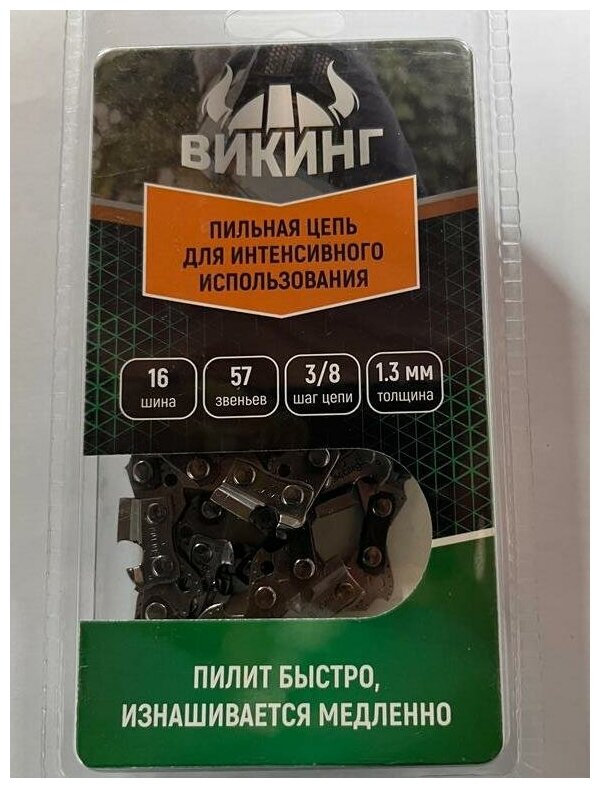 ВИКИНГ
ПИЛЬНАЯ ЦЕПЬ
ДЛЯ ИНТЕНСИВНОГО
ИСПОЛЬЗОВАНИЯ
16
шина
57
звеньев
3/8
шаг цепи
1.3 мм
толщина
ПИЛИТ БЫСТРО,
ИЗНАШИВАЕТСЯ МЕДЛЕННО